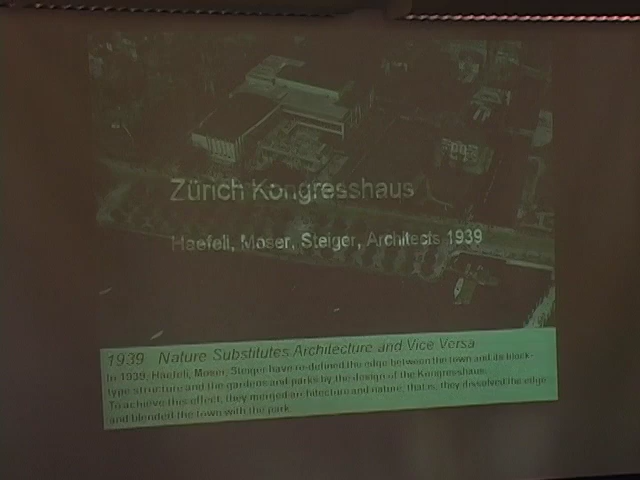 Zürich Kongresshaus
Haefeli, Moser, Steiger, Architects 1939
1939 Nature Substitutes Architecture and Vice Versa
In 1939, Haefeli, Moser, Steiger have re-defined the edge between the town and its block-
type structure and the gardens and parks by the design of the Kongresshaus.
To achieve this effect, they merged architecture and nature, that is, they dissolved the edge
and blended the town with the park.